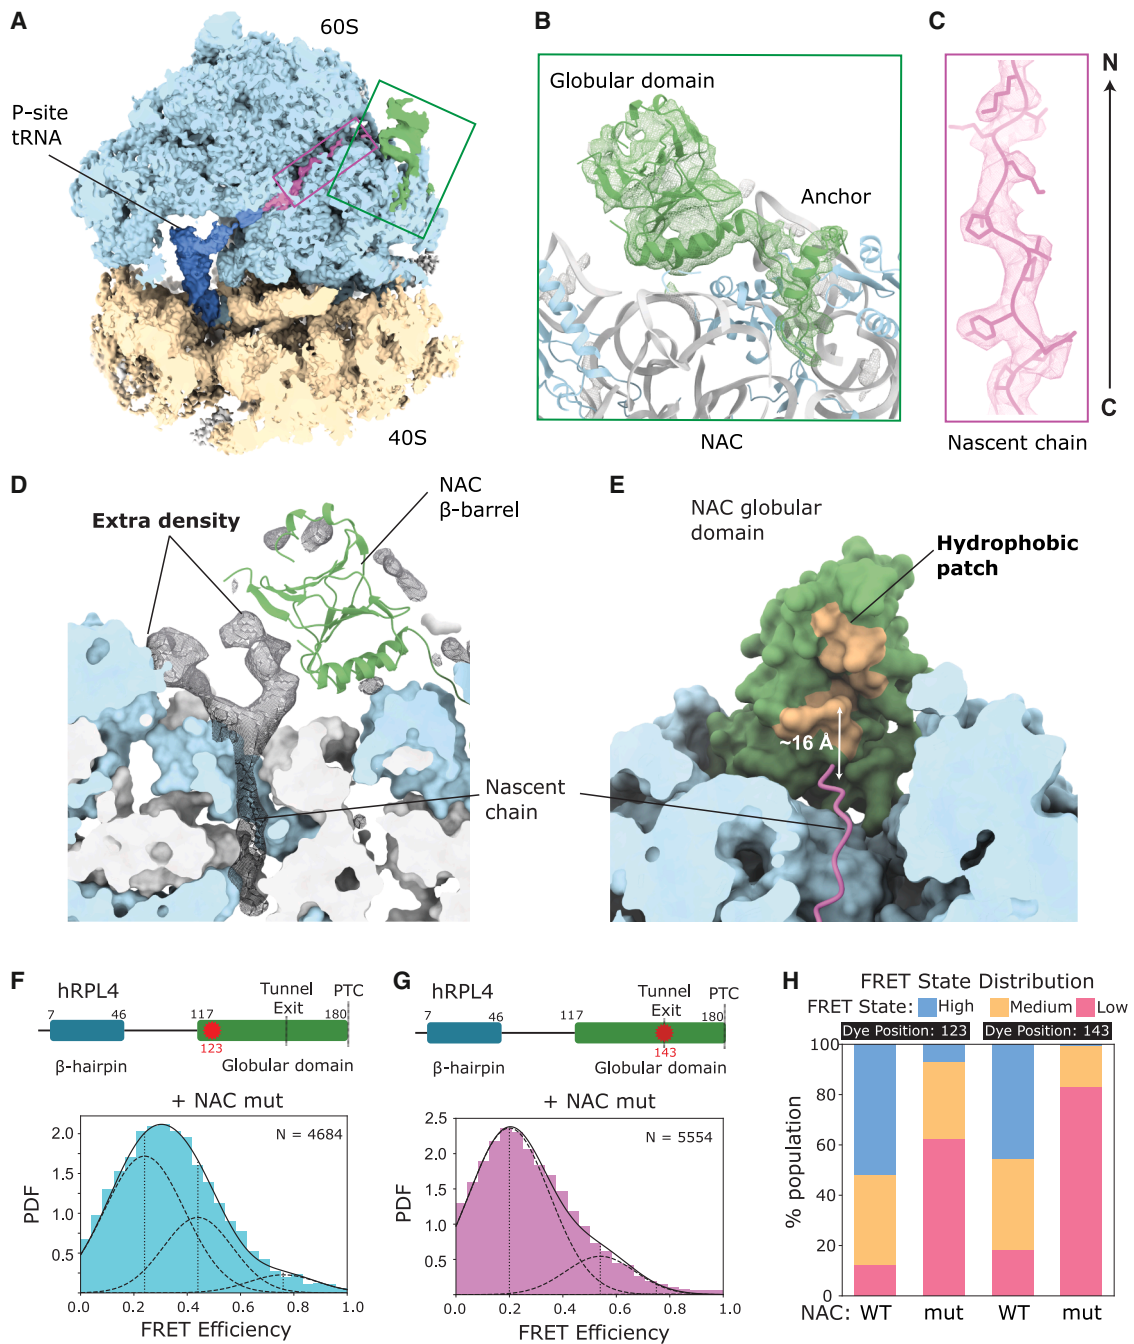 A
60S
P-site
tRNA
40S
B
Globular domain
Anchor
NAC
C
N
C
Nascent chain
D
NAC
β-barrel
Extra density
Nascent
chain
E
NAC globular
domain
Hydrophobic
patch
~16 Å
F
hRPL4
Tunnel
Exit
PTC
7
46
117
180
123
β-hairpin
Globular domain
+ NAC mut
N = 4684
PDF
2.0
1.5
1.0
0.5
0.0 0.2 0.4 0.6 0.8 1.0
FRET Efficiency
G
hRPL4
Tunnel
Exit
PTC
7
46
117
180
143
β-hairpin
Globular domain
+ NAC mut
N = 5554
PDF
2.5
2.0
1.5
1.0
0.5
0.0 0.2 0.4 0.6 0.8 1.0
FRET Efficiency
H
FRET State Distribution
FRET State: High Medium Low
Dye Position: 123 Dye Position: 143
% population
100
80
60
40
20
0
NAC: WT mut WT mut